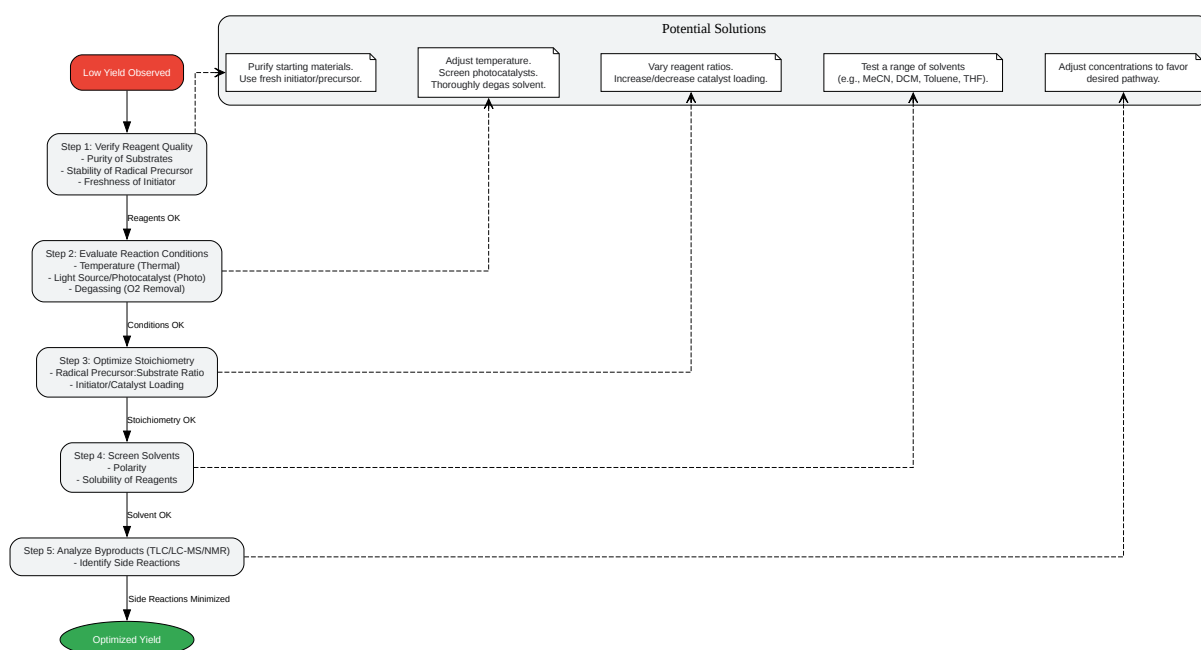 Potential Solutions
Low Yield Observed
Purify starting materials.
Use fresh initiator/precursor.
Adjust temperature.
Screen photocatalysts.
Thoroughly degas solvent.
Vary reagent ratios.
Increase/decrease catalyst loading.
Test a range of solvents
(e.g., MeCN, DCM, Toluene, THF).
Adjust concentrations to favor
desired pathway.
Step 1: Verify Reagent Quality
- Purity of Substrates
- Stability of Radical Precursor
- Freshness of Initiator
Reagents OK
Step 2: Evaluate Reaction Conditions
- Temperature (Thermal)
- Light Source/Photocatalyst (Photo)
- Degassing (O2 Removal)
Conditions OK
Step 3: Optimize Stoichiometry
- Radical Precursor:Substrate Ratio
- Initiator/Catalyst Loading
Stoichiometry OK
Step 4: Screen Solvents
- Polarity
- Solubility of Reagents
Solvent OK
Step 5: Analyze Byproducts (TLC/LC-MS/NMR)
- Identify Side Reactions
Side Reactions Minimized
Optimized Yield